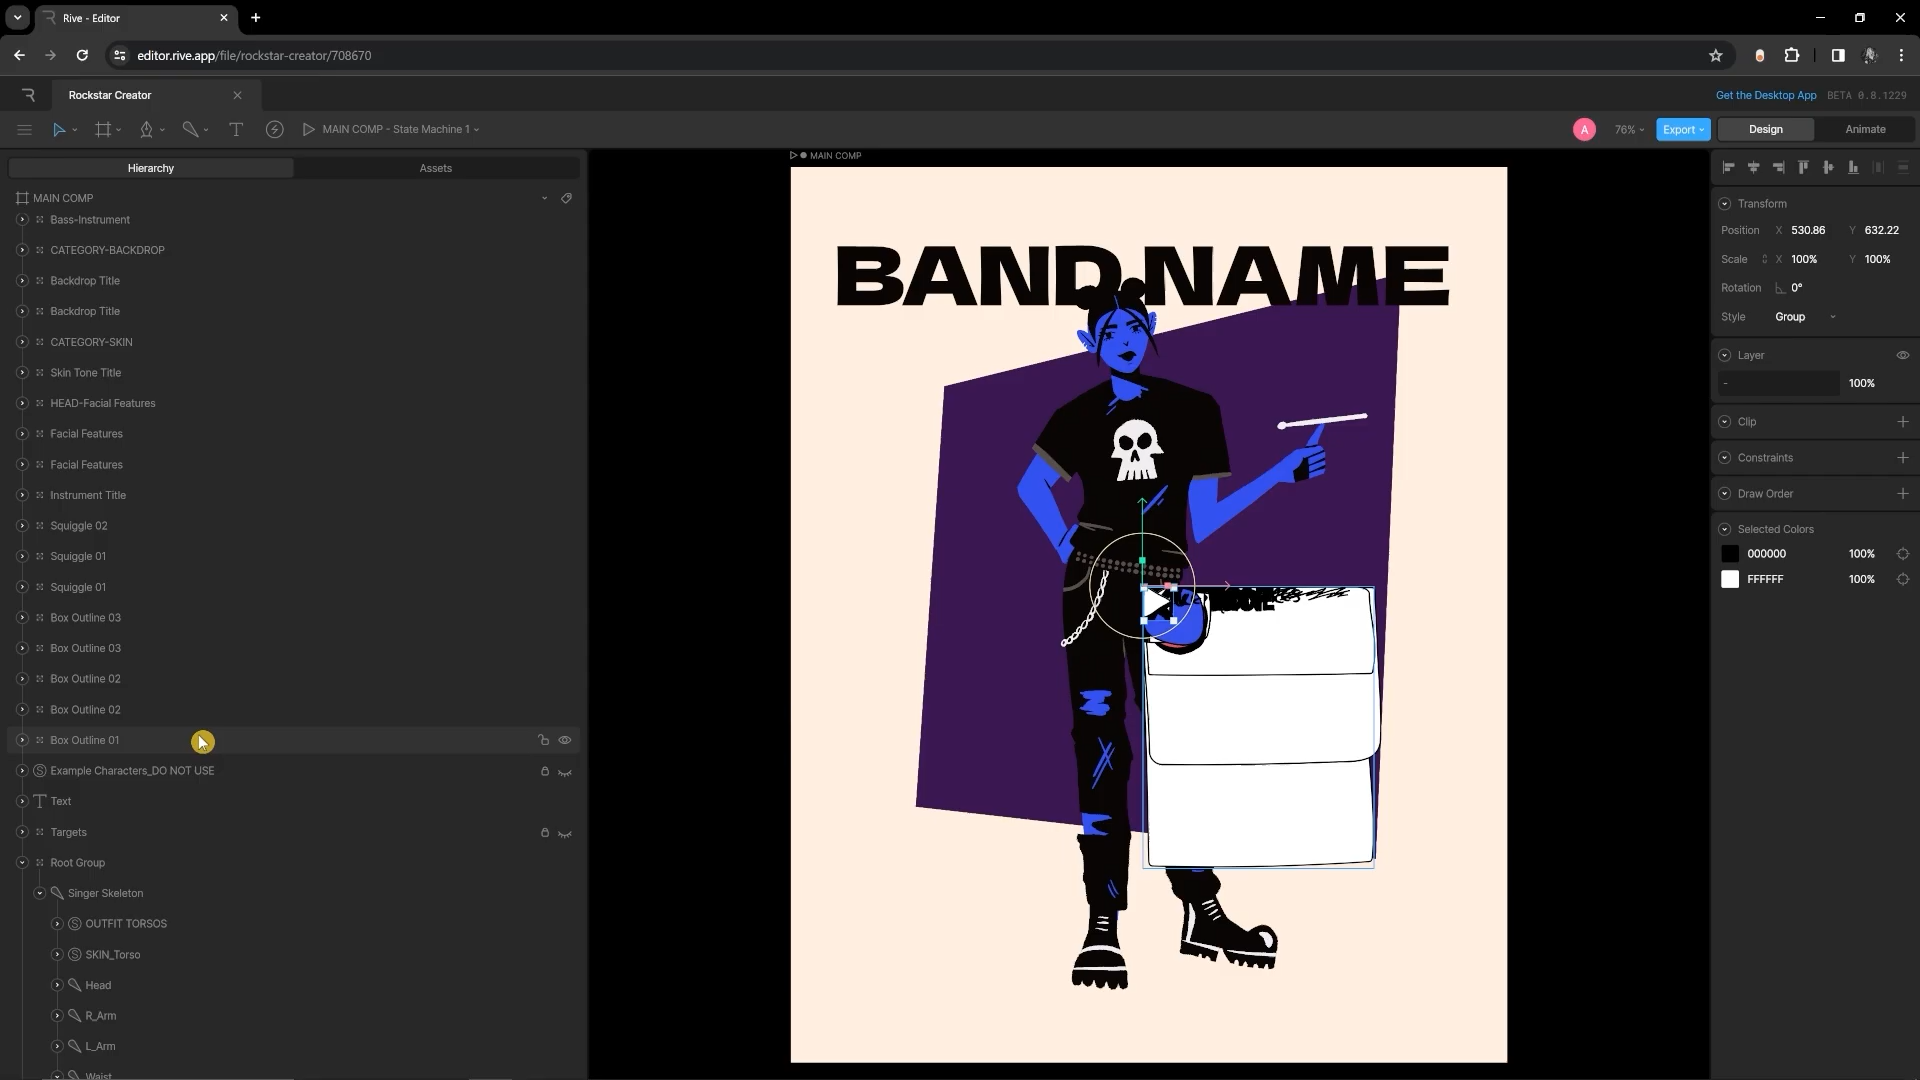 Rive - Editor
editor.rive.app/file/rockstar-creator/708670
Rockstar Creator
Get the Desktop App BETA 0.8.1229
MAIN COMP - State Machine 1
A
76%
Export
Design
Animate
Hierarchy
Assets
MAIN COMP
Bass-Instrument
CATEGORY-BACKDROP
Backdrop Title
Backdrop Title
CATEGORY-SKIN
Skin Tone Title
HEAD-Facial Features
Facial Features
Facial Features
Instrument Title
Squiggle 02
Squiggle 01
Squiggle 01
Box Outline 03
Box Outline 03
Box Outline 02
Box Outline 02
Box Outline 01
Example Characters_DO NOT USE
Text
Targets
Root Group
Singer Skeleton
OUTFIT TORSOS
SKIN_Torso
Head
R_Arm
L_Arm
Waist
MAIN COMP
BAND NAME
Transform
Position X 530.86 Y 632.22
Scale X 100% Y 100%
Rotation 0°
Style Group
Layer
- 100%
Clip
Constraints
Draw Order
Selected Colors
000000 100%
FFFFFF 100%